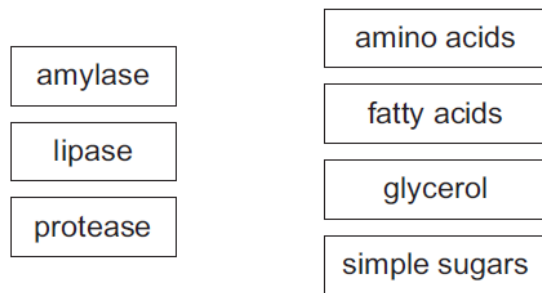 amylase
lipase
protease
amino acids
fatty acids
glycerol
simple sugars